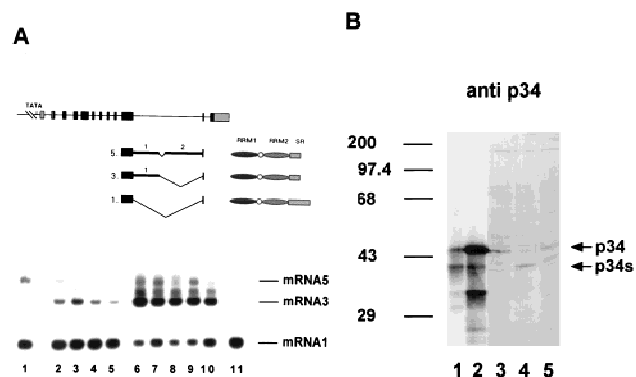 A
TATA
RRM1 RRM2 SR
5. 1 2
3. 1
1.
mRNA5
mRNA3
mRNA1
1 2 3 4 5 6 7 8 9 10 11
B
anti p34
200
97.4
68
43
29
p34
p34s
1 2 3 4 5